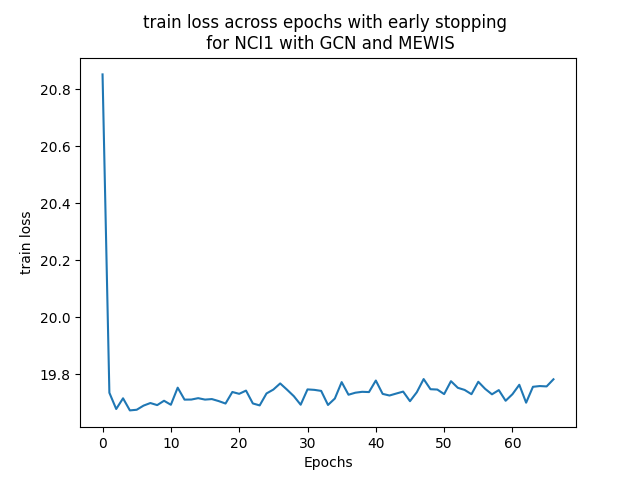 train loss across epochs with early stopping
for NCI1 with GCN and MEWIS
20.8
20.6
20.4
20.2
20.0
19.8
train loss
0 10 20 30 40 50 60
Epochs